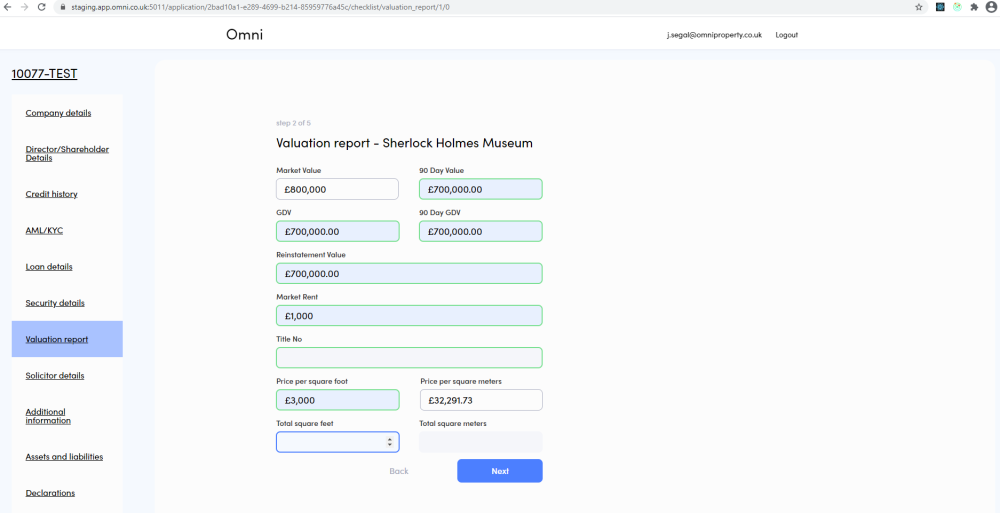 staging.app.omni.co.uk:5011/application/2bad10a1-e289-4699-b214-85959776a45c/checklist/valuation_report/1/0
Omni
j.segal@omniproperty.co.uk Logout
10077-TEST
Company details
Director/Shareholder
Details
Credit history
AML/KYC
Loan details
Security details
Valuation report
Solicitor details
Additional
information
Assets and liabilities
Declarations
step 2 of 5
Valuation report - Sherlock Holmes Museum
Market Value 90 Day Value
£800,000 £700,000.00
GDV 90 Day GDV
£700,000.00 £700,000.00
Reinstatement Value
£700,000.00
Market Rent
£1,000
Title No
Price per square foot Price per square meters
£3,000 £32,291.73
Total square feet Total square meters
Back Next